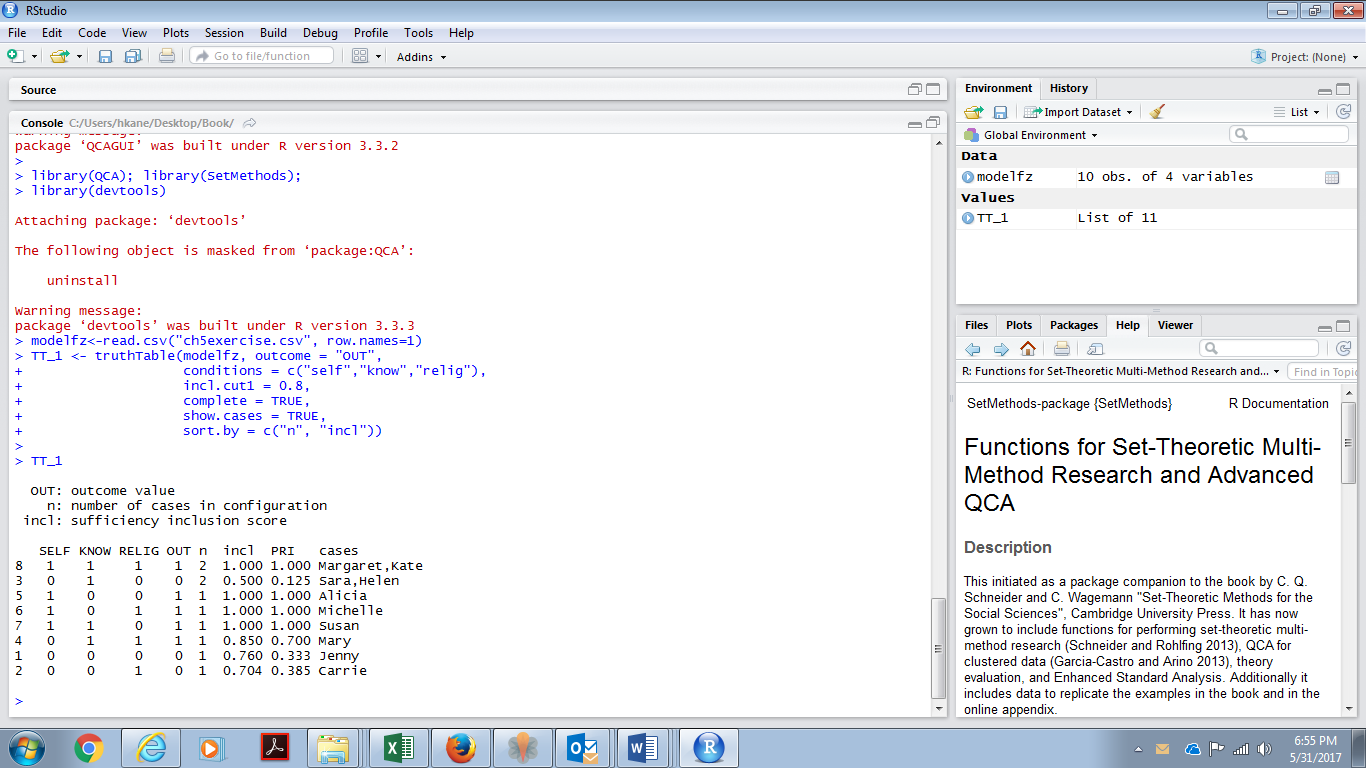 RStudio
File Edit Code View Plots Session Build Debug Profile Tools Help
Go to file/function Addins Project: (None)
Source
Console C:/Users/hkane/Desktop/Book/
Warning message:
package ‘QCAGUI’ was built under R version 3.3.2
>
> library(QCA); library(SetMethods);
> library(devtools)
Attaching package: ‘devtools’
The following object is masked from ‘package:QCA’:
uninstall
Warning message:
package ‘devtools’ was built under R version 3.3.3
> modelfz<-read.csv("ch5exercise.csv", row.names=1)
> TT_1 <- truthTable(modelfz, outcome = "OUT",
+ conditions = c("self","know","relig"),
+ incl.cut1 = 0.8,
+ complete = TRUE,
+ show.cases = TRUE,
+ sort.by = c("n", "incl"))
>
> TT_1
OUT: outcome value
n: number of cases in configuration
incl: sufficiency inclusion score
SELF KNOW RELIG OUT n incl PRI cases
8 1 1 1 1 2 1.000 1.000 Margaret,Kate
3 0 1 0 0 2 0.500 0.125 Sara,Helen
5 1 0 0 1 1 1.000 1.000 Alicia
6 1 0 1 1 1 1.000 1.000 Michelle
7 1 1 0 1 1 1.000 1.000 Susan
4 0 1 1 1 1 0.850 0.700 Mary
1 0 0 0 0 1 0.760 0.333 Jenny
2 0 0 1 0 1 0.704 0.385 Carrie
>
Environment History
Import Dataset List
Global Environment
Data
modelfz 10 obs. of 4 variables
Values
TT_1 List of 11
Files Plots Packages Help Viewer
R: Functions for Set-Theoretic Multi-Method Research and... Find in Topic
SetMethods-package {SetMethods} R Documentation
Functions for Set-Theoretic Multi-
Method Research and Advanced
QCA
Description
This initiated as a package companion to the book by C. Q.
Schneider and C. Wagemann "Set-Theoretic Methods for the
Social Sciences", Cambridge University Press. It has now
grown to include functions for performing set-theoretic multi-
method research (Schneider and Rohlfing 2013), QCA for
clustered data (Garcia-Castro and Arino 2013), theory
evaluation, and Enhanced Standard Analysis. Additionally it
includes data to replicate the examples in the book and in the
online appendix.
6:55 PM
5/31/2017